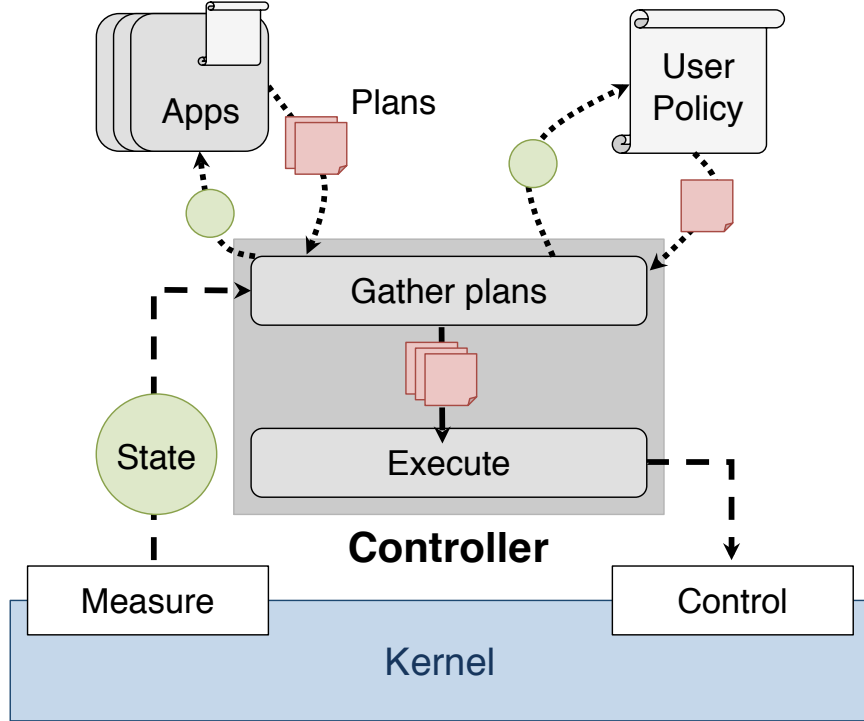 Apps
Plans
User
Policy
Gather plans
State
Execute
Controller
Measure
Control
Kernel